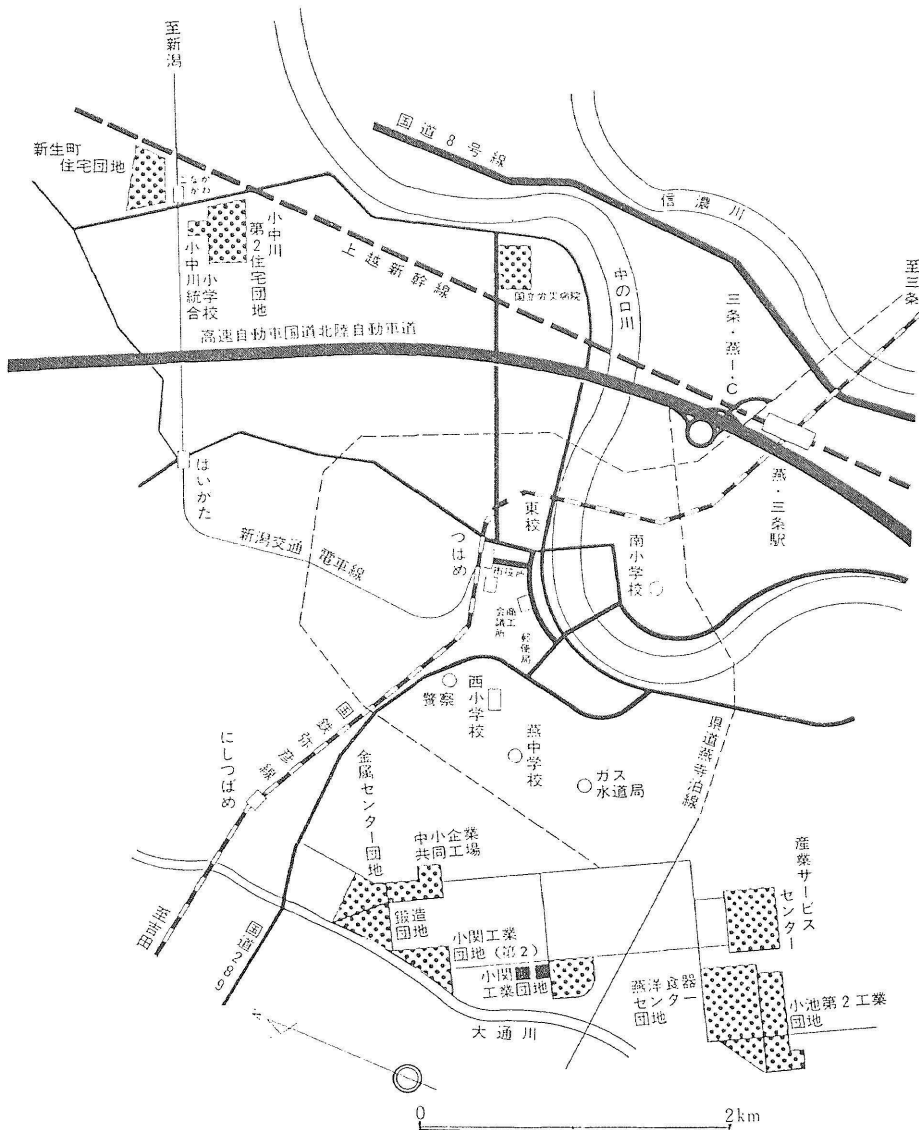 至新潟
国道8号線
信濃川
新生町
住宅団地
こなかがわ
小中川
第2住宅団地
小中川統合
小学校
上越新幹線
国立労災病院
中の口川
至三条
三条・燕I・C
高速自動車国道北陸自動車道
はいかた
燕・三条駅
東校
つばめ
新潟交通 電車線
市役所
商工
会議所
郵便局
南小学校
警察
西小学校
燕中学校
ガス
水道局
国鉄弥彦線
県道燕寺泊線
にしつばめ
金属センター
団地
中小企業
共同工場
産業サービス
センター
至吉田
国道289
鍛造
団地
小関工業
団地(第2)
小関
工業団地
燕洋食器
センター
団地
小池第2工業
団地
大通川
0
2km